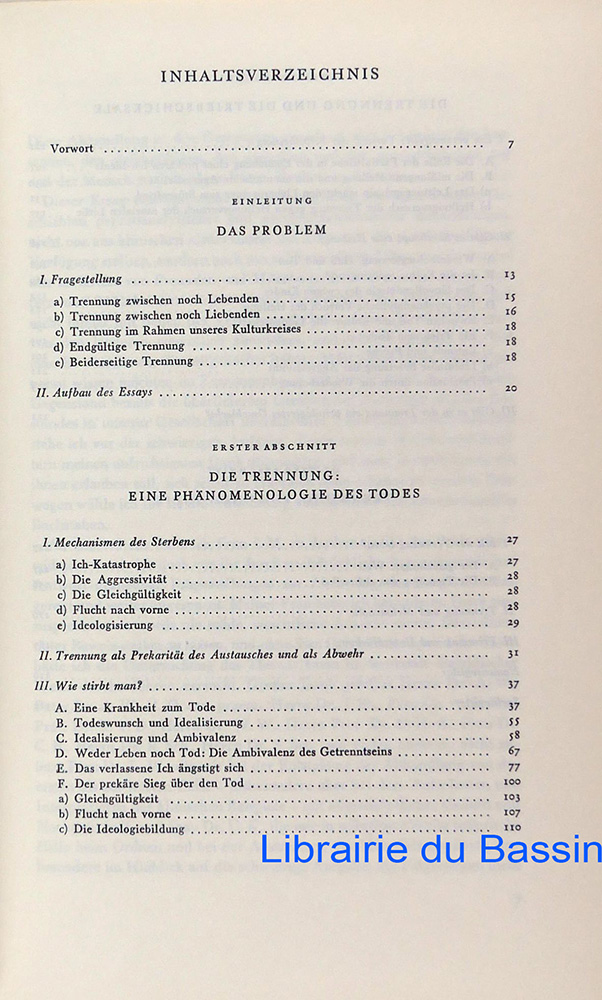 INHALTSVERZEICHNIS
Vorwort . . . . . . . . . . 7
EINLEITUNG
DAS PROBLEM
I. Fragestellung . . . . . . . . . . 13
a) Trennung zwischen noch Lebenden . . . . . . . . . . 15
b) Trennung zwischen noch Liebenden . . . . . . . . . . 16
c) Trennung im Rahmen unseres Kulturkreises . . . . . . . . . . 18
d) Endgültige Trennung . . . . . . . . . . 18
e) Beiderseitige Trennung . . . . . . . . . . 18
II. Aufbau des Essays . . . . . . . . . . 20
ERSTER ABSCHNITT
DIE TRENNUNG:
EINE PHÄNOMENOLOGIE DES TODES
I. Mechanismen des Sterbens . . . . . . . . . . 27
a) Ich-Katastrophe . . . . . . . . . . 27
b) Die Aggressivität . . . . . . . . . . 28
c) Die Gleichgültigkeit . . . . . . . . . . 28
d) Flucht nach vorne . . . . . . . . . . 28
e) Ideologisierung . . . . . . . . . . 29
II. Trennung als Prekarität des Austausches und als Abwehr . . . . . . . . . . 31
III. Wie stirbt man? . . . . . . . . . . 37
A. Eine Krankheit zum Tode . . . . . . . . . . 37
B. Todeswunsch und Idealisierung . . . . . . . . . . 55
C. Idealisierung und Ambivalenz . . . . . . . . . . 58
D. Weder Leben noch Tod: Die Ambivalenz des Getrenntseins . . . . . . . . . . 67
E. Das verlassene Ich ängstigt sich . . . . . . . . . . 77
F. Der prekäre Sieg über den Tod . . . . . . . . . . 100
a) Gleichgültigkeit . . . . . . . . . . 103
b) Flucht nach vorne . . . . . . . . . . 107
c) Die Ideologiebildung . . . . . . . . . . 110
Librairie du Bassin